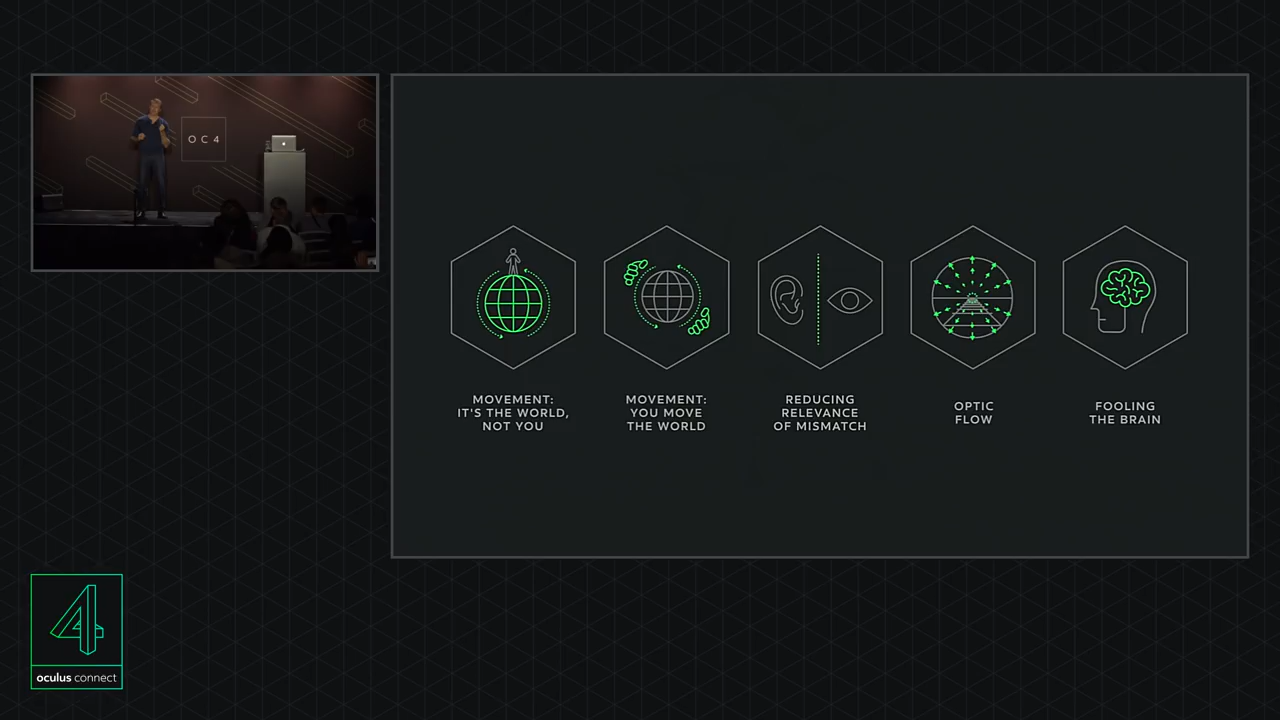 OC4
MOVEMENT:
IT'S THE WORLD,
NOT YOU
MOVEMENT:
YOU MOVE
THE WORLD
REDUCING
RELEVANCE
OF MISMATCH
OPTIC
FLOW
FOOLING
THE BRAIN
4
oculus connect